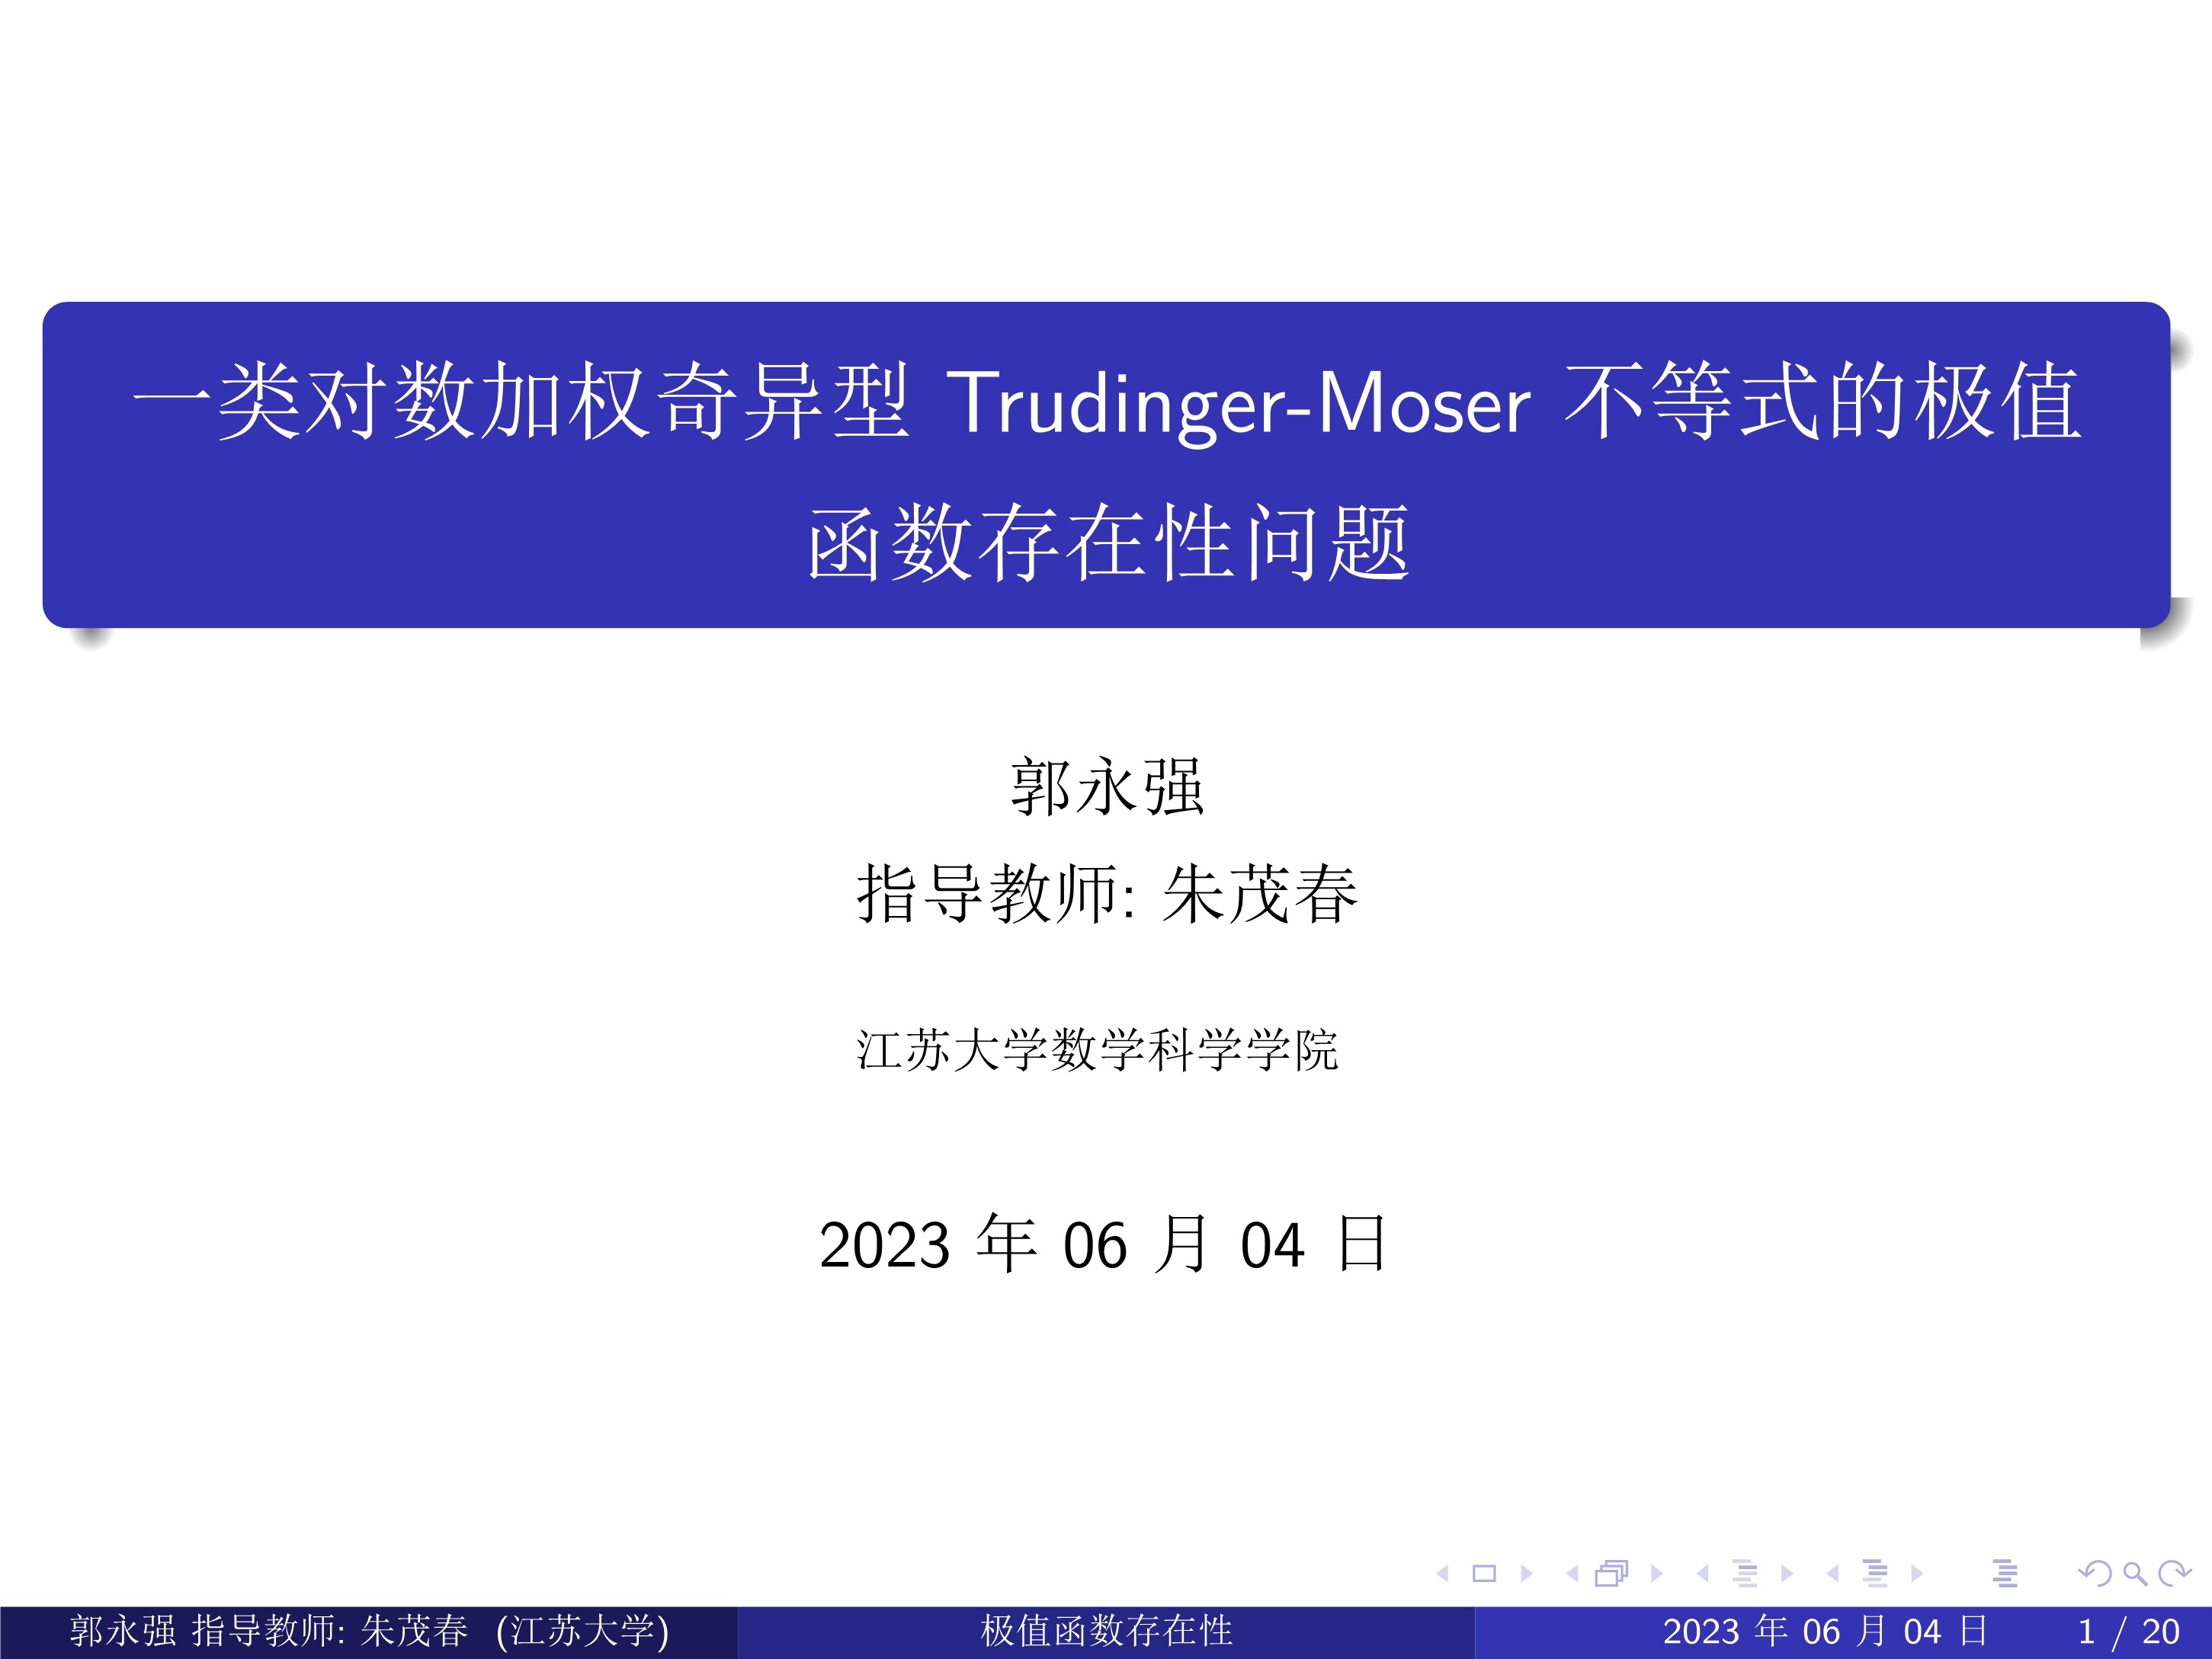 一类对数加权奇异型 Trudinger-Moser 不等式的极值
函数存在性问题
郭永强
指导教师: 朱茂春
江苏大学数学科学学院
2023 年 06 月 04 日
郭永强 指导教师: 朱茂春 (江苏大学)
极值函数存在性
2023 年 06 月 04 日
1 / 20